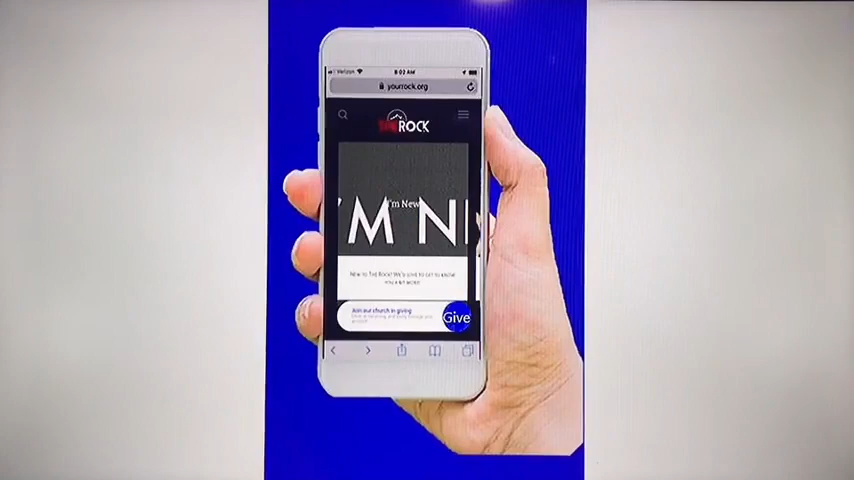 Verizon 8:02 AM
yourrock.org
THE ROCK
I'm New
'M N
NEW TO THE ROCK? WE'D LOVE TO GET TO KNOW
YOU A BIT MORE!
Join our church in giving
Give